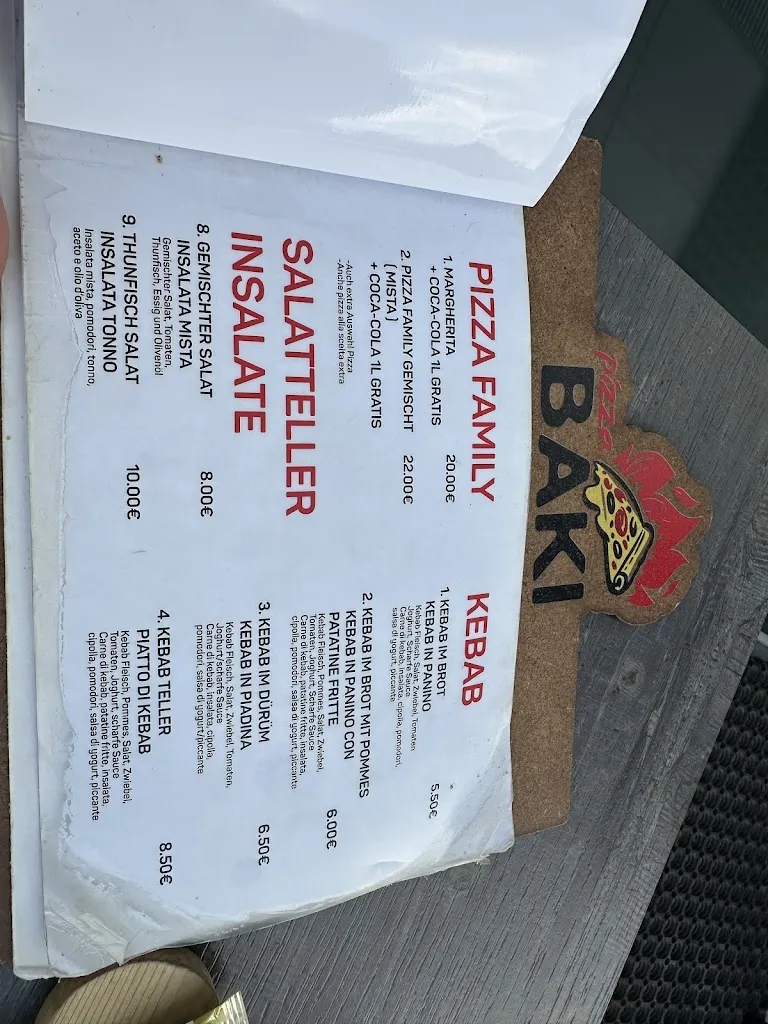 Pizza
BAKI
PIZZA FAMILY
1. MARGHERITA
+ COCA-COLA 1L GRATIS 20.00€
2. PIZZA FAMILY GEMISCHT 22.00€
[ MISTA ]
+ COCA-COLA 1L GRATIS
-Auch extra Auswahl Pizza
-Anche pizza alla scelta extra
SALATTELLER
INSALATE
8. GEMISCHTER SALAT 8.00€
INSALATA MISTA
Gemischter Salat, Tomaten,
Thunfisch, Essig und Olivenöl
9. THUNFISCH SALAT 10.00€
INSALATA TONNO
Insalata mista, pomodori, tonno,
aceto e olio d'oliva
KEBAB
1. KEBAB IM BROT
KEBAB IN PANINO 5.50€
Kebab Fleisch, Salat, Zwiebel, Tomaten
Joghurt, Scharfe Sauce
Carne di kebab, insalata, cipolla, pomodori,
salsa di yogurt, piccante
2. KEBAB IM BROT MIT POMMES
KEBAB IN PANINO CON
PATATINE FRITTE 6.00€
Kebab Fleisch, Pommes, Salat, Zwiebel,
Tomaten, Joghurt, Scharfe Sauce
Carne di kebab, patatine fritte, insalata,
cipolla, pomodori, salsa di yogurt, piccante
3. KEBAB IM DÜRÜM 6.50€
KEBAB IN PIADINA
Kebab Fleisch, Salat, Zwiebel, Tomaten,
Joghurt/scharfe Sauce
Carne di kebab, insalata, cipolla,
pomodori, salsa di yogurt/piccante
4. KEBAB TELLER 8.50€
PIATTO DI KEBAB
Kebab Fleisch, Pommes, Salat, Zwiebel,
Tomaten, Joghurt, scharfe Sauce
Carne di kebab, patatine fritte, insalata,
cipolla, pomodori, salsa di yogurt, piccante